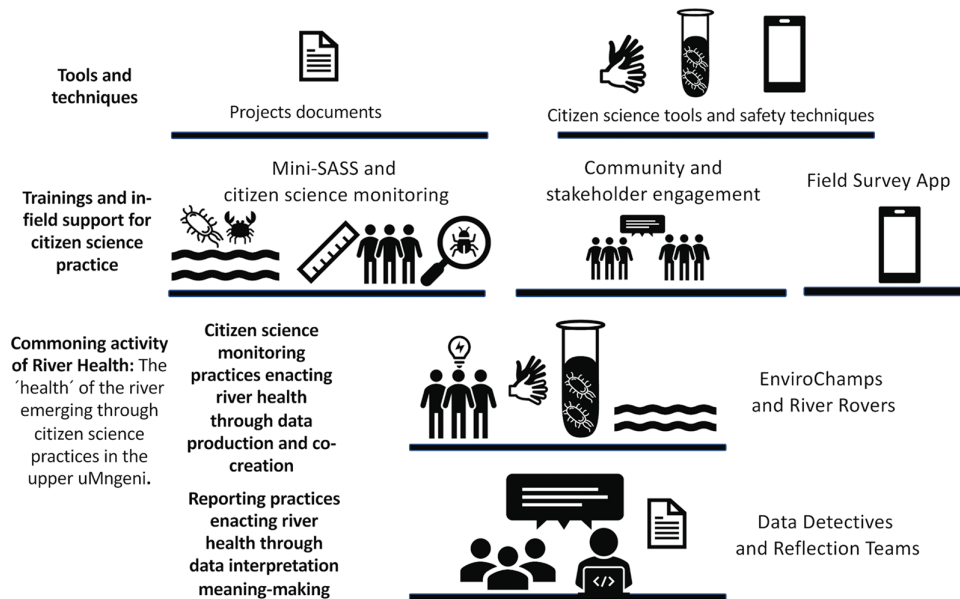 Tools and
techniques
Projects documents
Citizen science tools and safety techniques
Trainings and in-
field support for
citizen science
practice
Mini-SASS and
citizen science monitoring
Community and
stakeholder engagement
Field Survey App
Commoning activity
of River Health: The
´health´ of the river
emerging through
citizen science
practices in the
upper uMngeni.
Citizen science
monitoring
practices enacting
river health
through data
production and co-
creation
EnviroChamps
and River Rovers
Reporting practices
enacting river
health through
data interpretation
meaning-making
</>
Data Detectives
and Reflection Teams